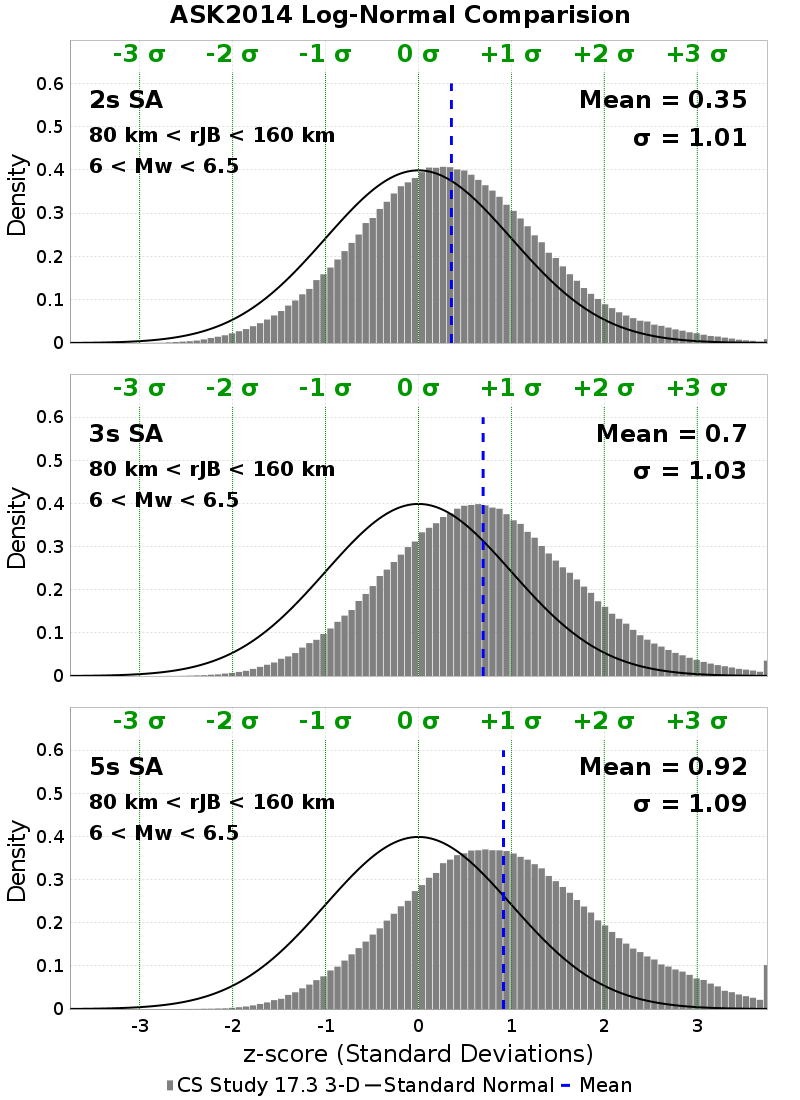 ASK2014 Log-Normal Comparision
-3 σ -2 σ -1 σ 0 σ +1 σ +2 σ +3 σ
0.6
2s SA Mean = 0.35
0.5
80 km < rJB < 160 km σ = 1.01
6 < Mw < 6.5
0.4
0.3
0.2
0.1
0
Density
-3 σ -2 σ -1 σ 0 σ +1 σ +2 σ +3 σ
0.6
3s SA Mean = 0.7
0.5
80 km < rJB < 160 km σ = 1.03
6 < Mw < 6.5
0.4
0.3
0.2
0.1
0
Density
-3 σ -2 σ -1 σ 0 σ +1 σ +2 σ +3 σ
0.6
5s SA Mean = 0.92
0.5
80 km < rJB < 160 km σ = 1.09
6 < Mw < 6.5
0.4
0.3
0.2
0.1
0
Density
-3 -2 -1 0 1 2 3
z-score (Standard Deviations)
CS Study 17.3 3-D Standard Normal Mean